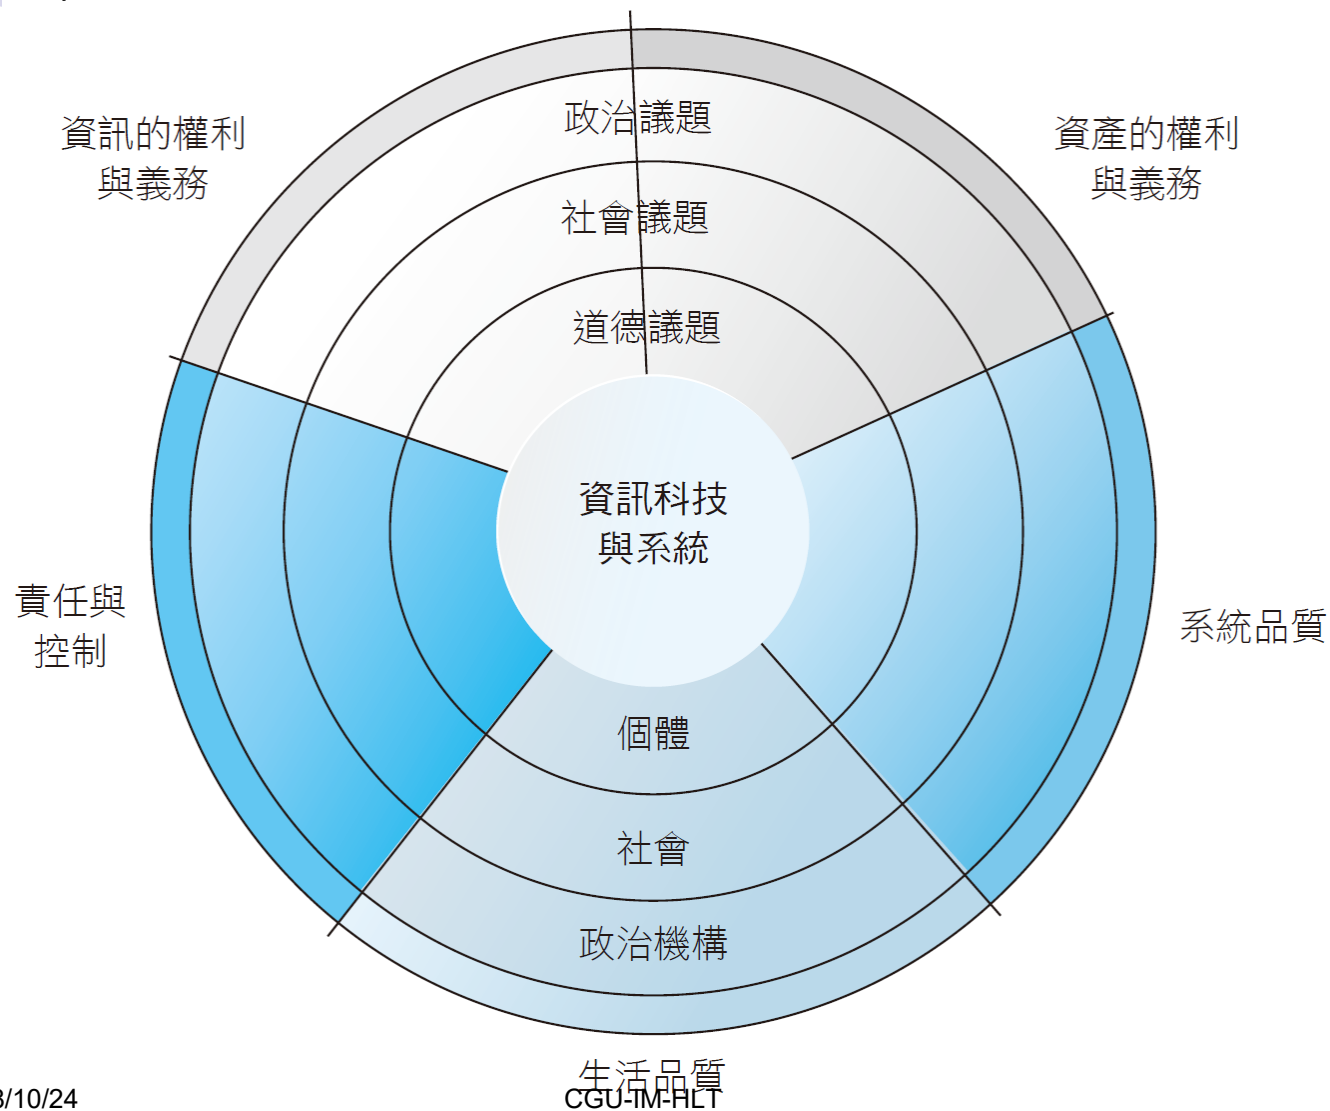 政治議題
資訊的權利
與義務
資產的權利
與義務
社會議題
道德議題
資訊科技
與系統
責任與
控制
系統品質
個體
社會
政治機構
生活品質
3/10/24
CGU-IM-HLT